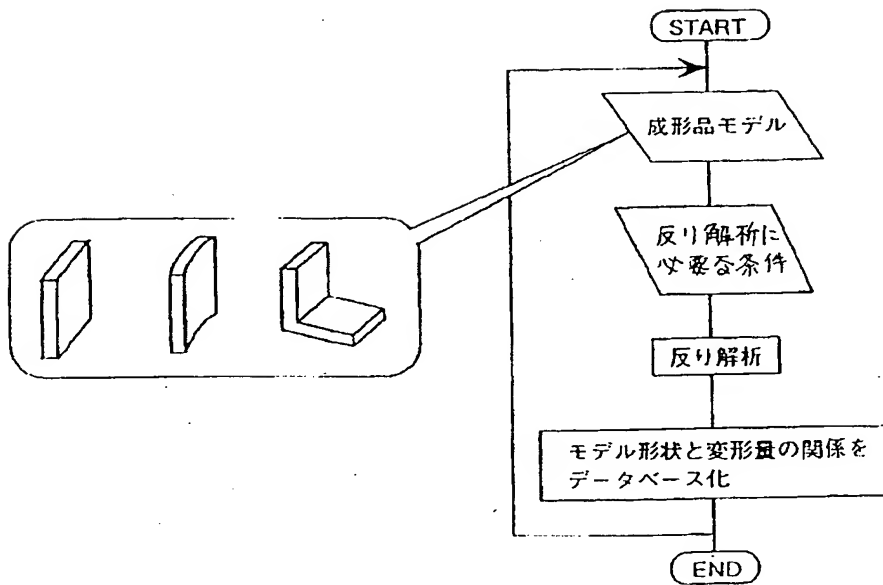 START
成形品モデル
反り解析に
必要な条件
反り解析
モデル形状と変形量の関係を
データベース化
END